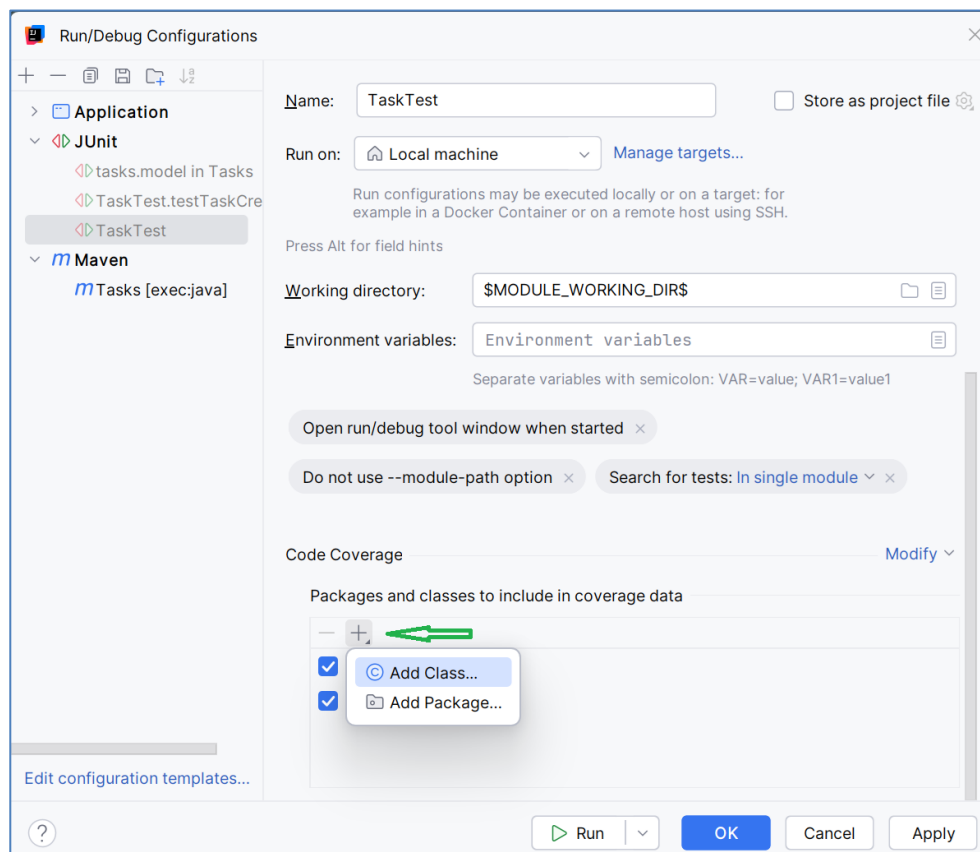 Run/Debug Configurations
Application
JUnit
tasks.model in Tasks
TaskTest.testTaskCre
TaskTest
Maven
Tasks [exec:java]
Edit configuration templates...
Name: TaskTest Store as project file
Run on: Local machine Manage targets...
Run configurations may be executed locally or on a target: for
example in a Docker Container or on a remote host using SSH.
Press Alt for field hints
Working directory: $MODULE_WORKING_DIR$
Environment variables: Environment variables
Separate variables with semicolon: VAR=value; VAR1=value1
Open run/debug tool window when started
Do not use --module-path option Search for tests: In single module
Code Coverage Modify
Packages and classes to include in coverage data
Add Class...
Add Package...
? Run OK Cancel Apply